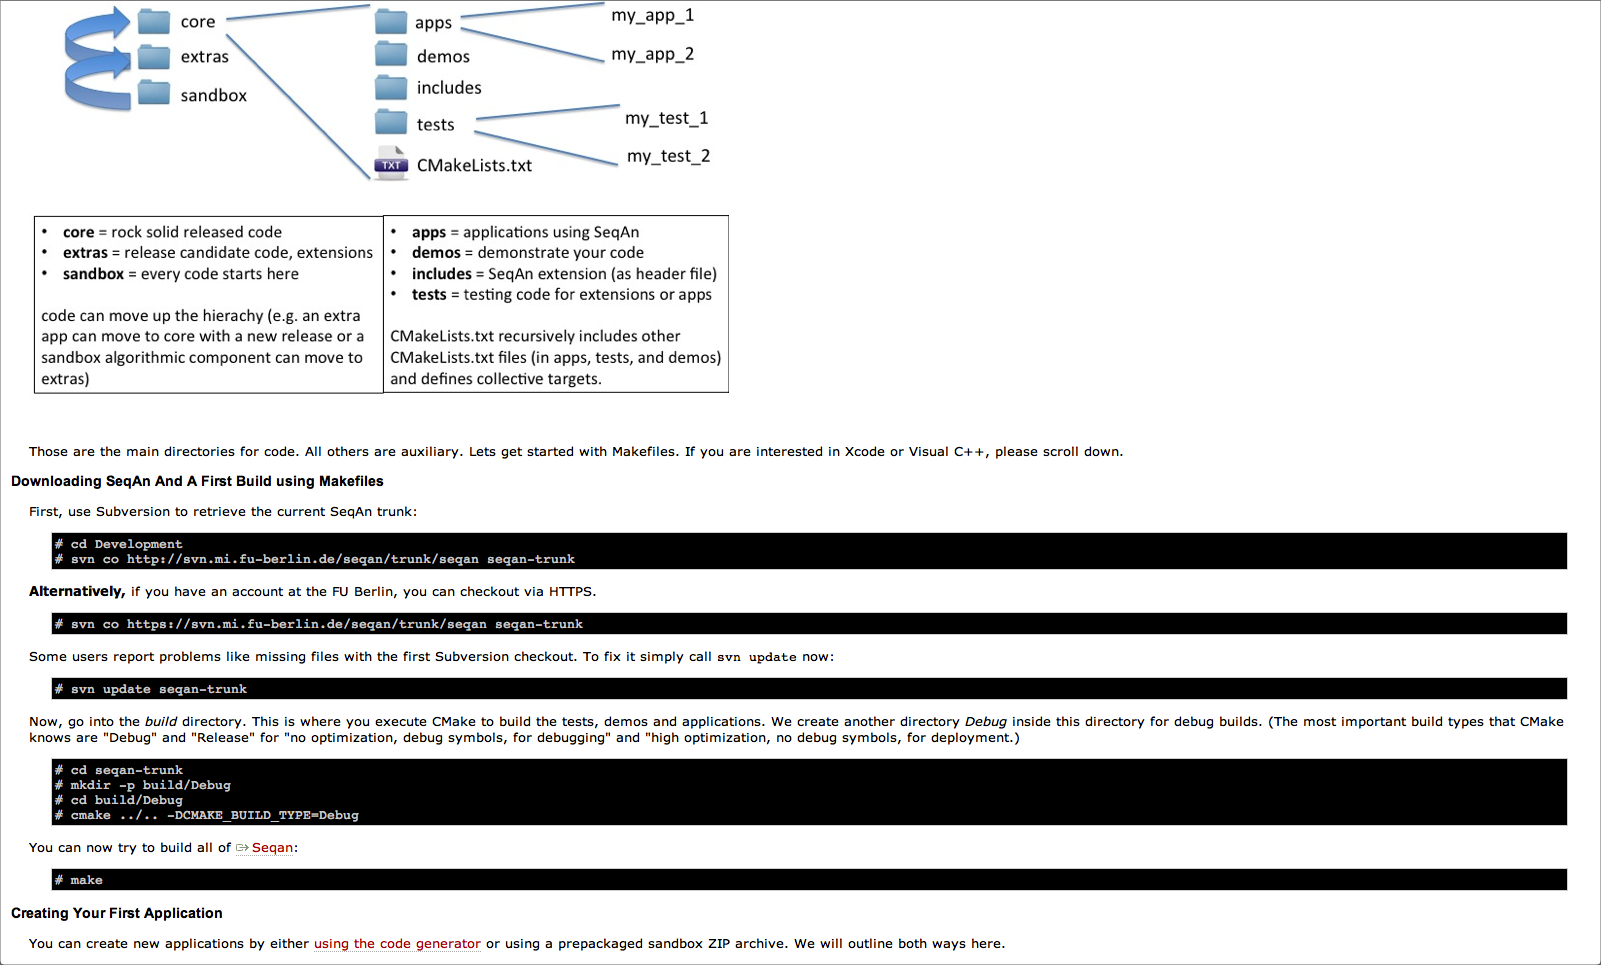 core
extras
sandbox
apps
demos
includes
tests
TXT
CMakeLists.txt
my_app_1
my_app_2
my_test_1
my_test_2
• core = rock solid released code
• extras = release candidate code, extensions
• sandbox = every code starts here
code can move up the hierachy (e.g. an extra
app can move to core with a new release or a
sandbox algorithmic component can move to
extras)
• apps = applications using SeqAn
• demos = demonstrate your code
• includes = SeqAn extension (as header file)
• tests = testing code for extensions or apps
CMakeLists.txt recursively includes other
CMakeLists.txt files (in apps, tests, and demos)
and defines collective targets.
Those are the main directories for code. All others are auxiliary. Lets get started with Makefiles. If you are interested in Xcode or Visual C++, please scroll down.
Downloading SeqAn And A First Build using Makefiles
First, use Subversion to retrieve the current SeqAn trunk:
# cd Development
# svn co http://svn.mi.fu-berlin.de/seqan/trunk/seqan seqan-trunk
Alternatively, if you have an account at the FU Berlin, you can checkout via HTTPS.
# svn co https://svn.mi.fu-berlin.de/seqan/trunk/seqan seqan-trunk
Some users report problems like missing files with the first Subversion checkout. To fix it simply call svn update now:
# svn update seqan-trunk
Now, go into the build directory. This is where you execute CMake to build the tests, demos and applications. We create another directory Debug inside this directory for debug builds. (The most important build types that CMake
knows are "Debug" and "Release" for "no optimization, debug symbols, for debugging" and "high optimization, no debug symbols, for deployment.)
# cd seqan-trunk
# mkdir -p build/Debug
# cd build/Debug
# cmake ../.. -DCMAKE_BUILD_TYPE=Debug
You can now try to build all of Seqan:
# make
Creating Your First Application
You can create new applications by either using the code generator or using a prepackaged sandbox ZIP archive. We will outline both ways here.